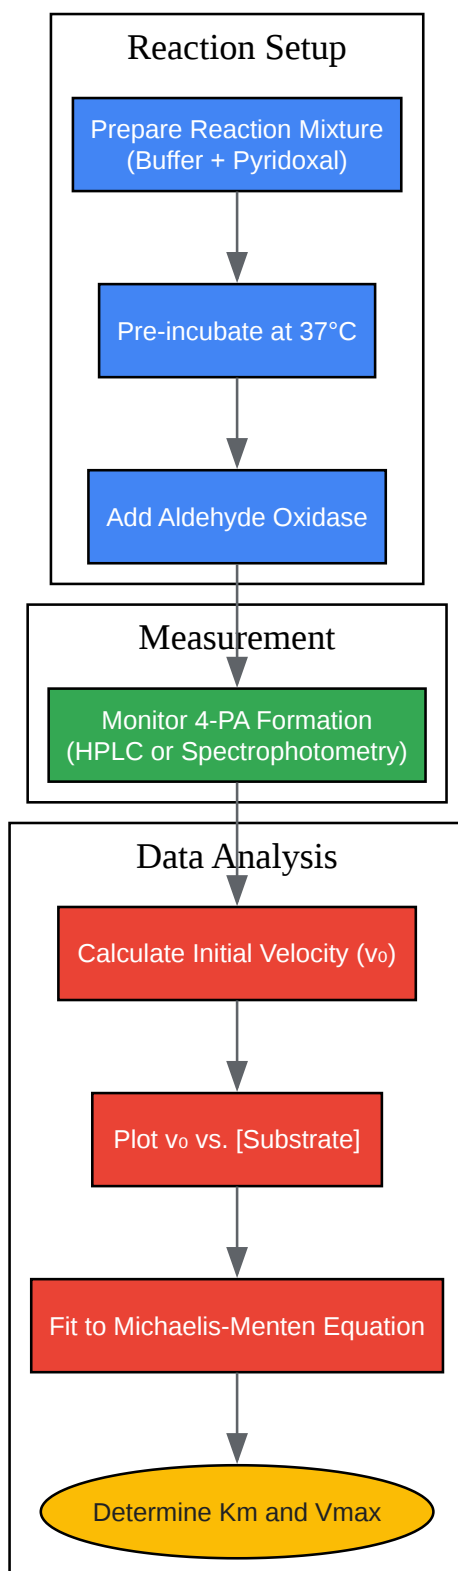 Reaction Setup
Prepare Reaction Mixture
(Buffer + Pyridoxal)
Pre-incubate at 37°C
Add Aldehyde Oxidase
Measurement
Monitor 4-PA Formation
(HPLC or Spectrophotometry)
Data Analysis
Calculate Initial Velocity (v₀)
Plot v₀ vs. [Substrate]
Fit to Michaelis-Menten Equation
Determine Km and Vmax